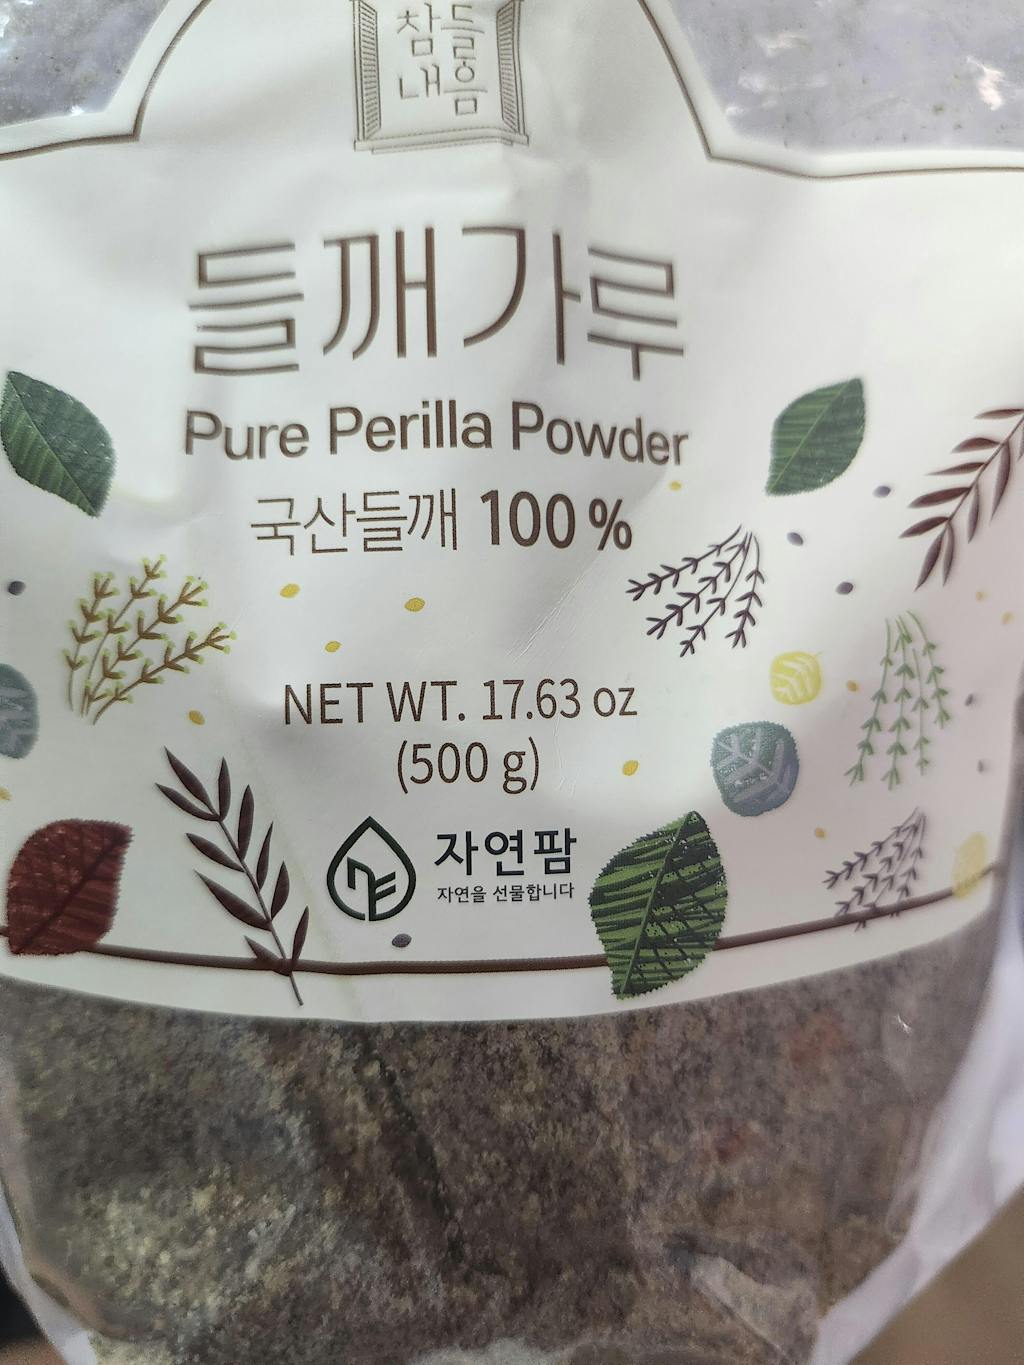 참들
내음
들깨가루
Pure Perilla Powder
국산들깨 100 %
NET WT. 17.63 oz
(500 g)
자연팜
자연을 선물합니다